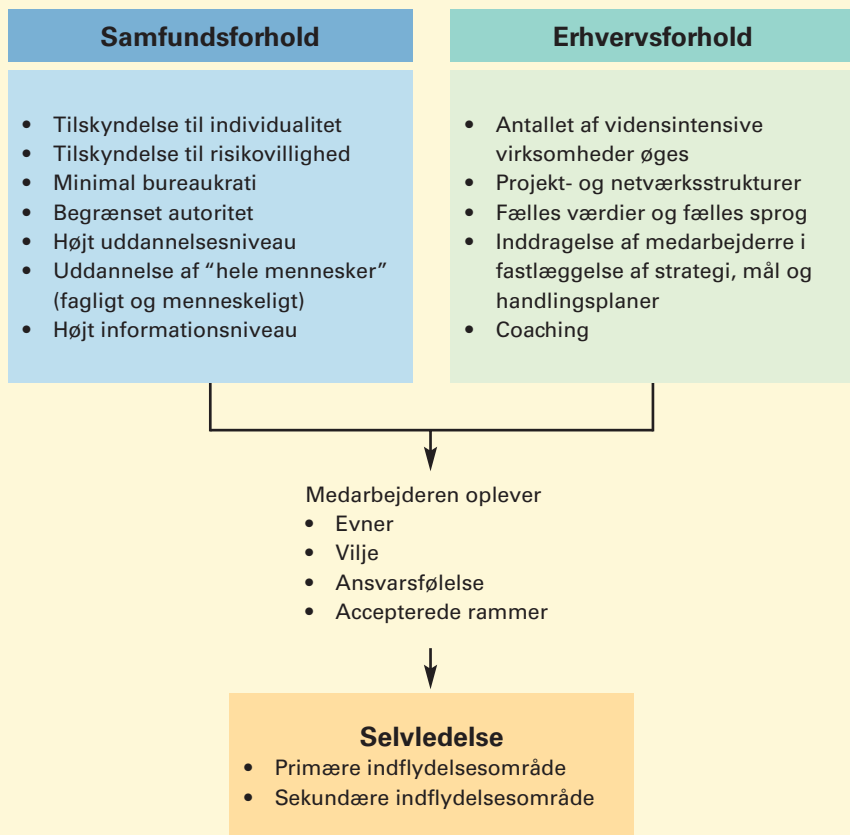 Samfundsforhold
• Tilskyndelse til individualitet
• Tilskyndelse til risikovillighed
• Minimal bureaukrati
• Begrænset autoritet
• Højt uddannelsesniveau
• Uddannelse af “hele mennesker”
(fagligt og menneskeligt)
• Højt informationsniveau
Erhvervsforhold
• Antallet af vidensintensive
virksomheder øges
• Projekt- og netværksstrukturer
• Fælles værdier og fælles sprog
• Inddragelse af medarbejderre i
fastlæggelse af strategi, mål og
handlingsplaner
• Coaching
Medarbejderen oplever
• Evner
• Vilje
• Ansvarsfølelse
• Accepterede rammer
Selvledelse
• Primære indflydelsesområde
• Sekundære indflydelsesområde